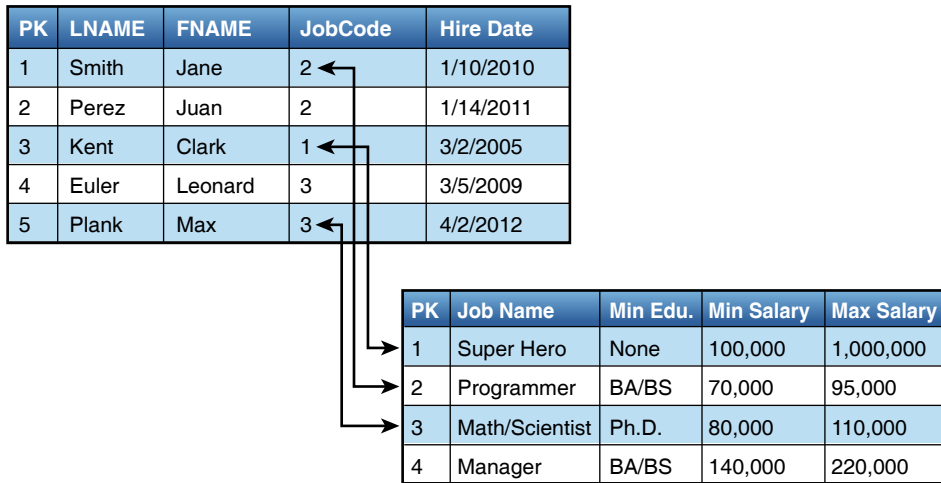 PK LNAME FNAME JobCode Hire Date
1 Smith Jane 2 1/10/2010
2 Perez Juan 2 1/14/2011
3 Kent Clark 1 3/2/2005
4 Euler Leonard 3 3/5/2009
5 Plank Max 3 4/2/2012
PK Job Name Min Edu. Min Salary Max Salary
1 Super Hero None 100,000 1,000,000
2 Programmer BA/BS 70,000 95,000
3 Math/Scientist Ph.D. 80,000 110,000
4 Manager BA/BS 140,000 220,000